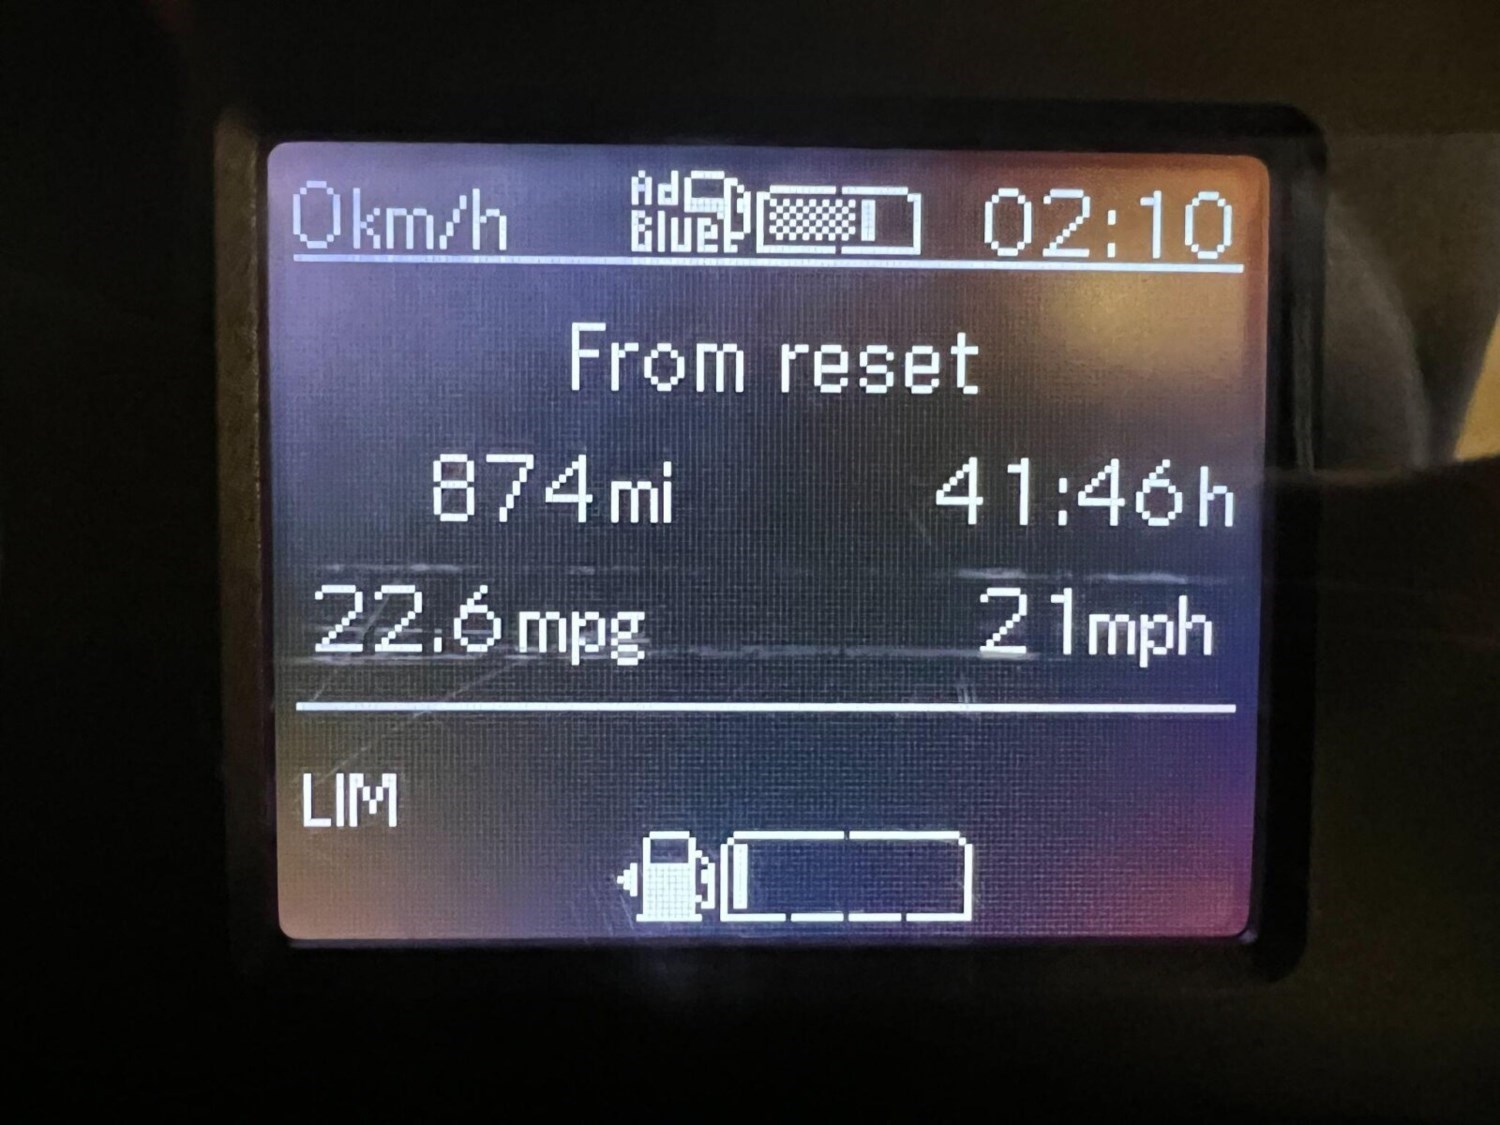 0km/h AdBlue 02:10
From reset
874mi 41:46h
22.6mpg 21mph
LIM